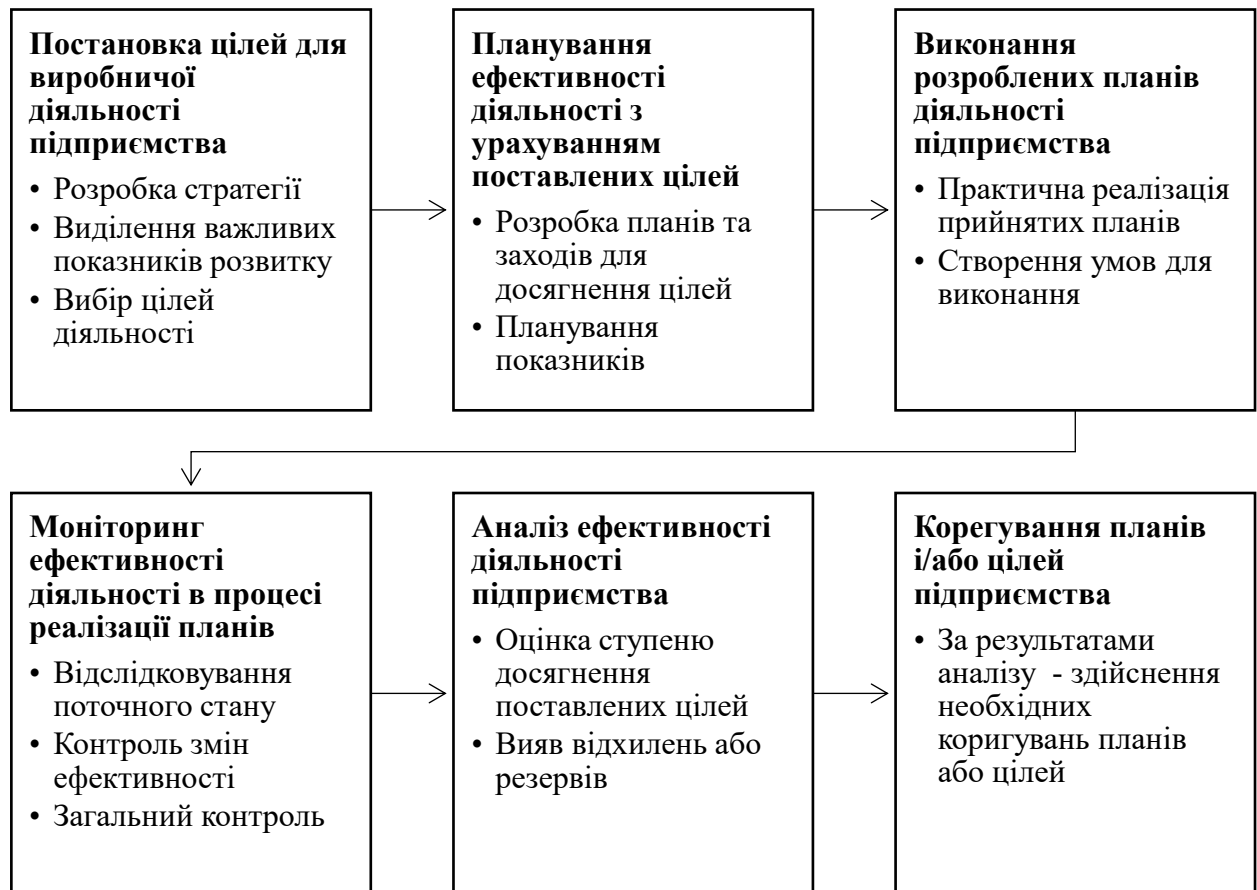 Постановка цілей для
виробничої
діяльності
підприємства
• Розробка стратегії
• Виділення важливих
показників розвитку
• Вибір цілей
діяльності
Планування
ефективності
діяльності з
урахуванням
поставлених цілей
• Розробка планів та
заходів для
досягнення цілей
• Планування
показників
Виконання
розроблених планів
діяльності
підприємства
• Практична реалізація
прийнятих планів
• Створення умов для
виконання
Моніторинг
ефективності
діяльності в процесі
реалізації планів
• Відслідковування
поточного стану
• Контроль змін
ефективності
• Загальний контроль
Аналіз ефективності
діяльності
підприємства
• Оцінка ступеню
досягнення
поставлених цілей
• Вияв відхилень або
резервів
Корегування планів
і/або цілей
підприємства
• За результатами
аналізу - здійснення
необхідних
коригувань планів
або цілей